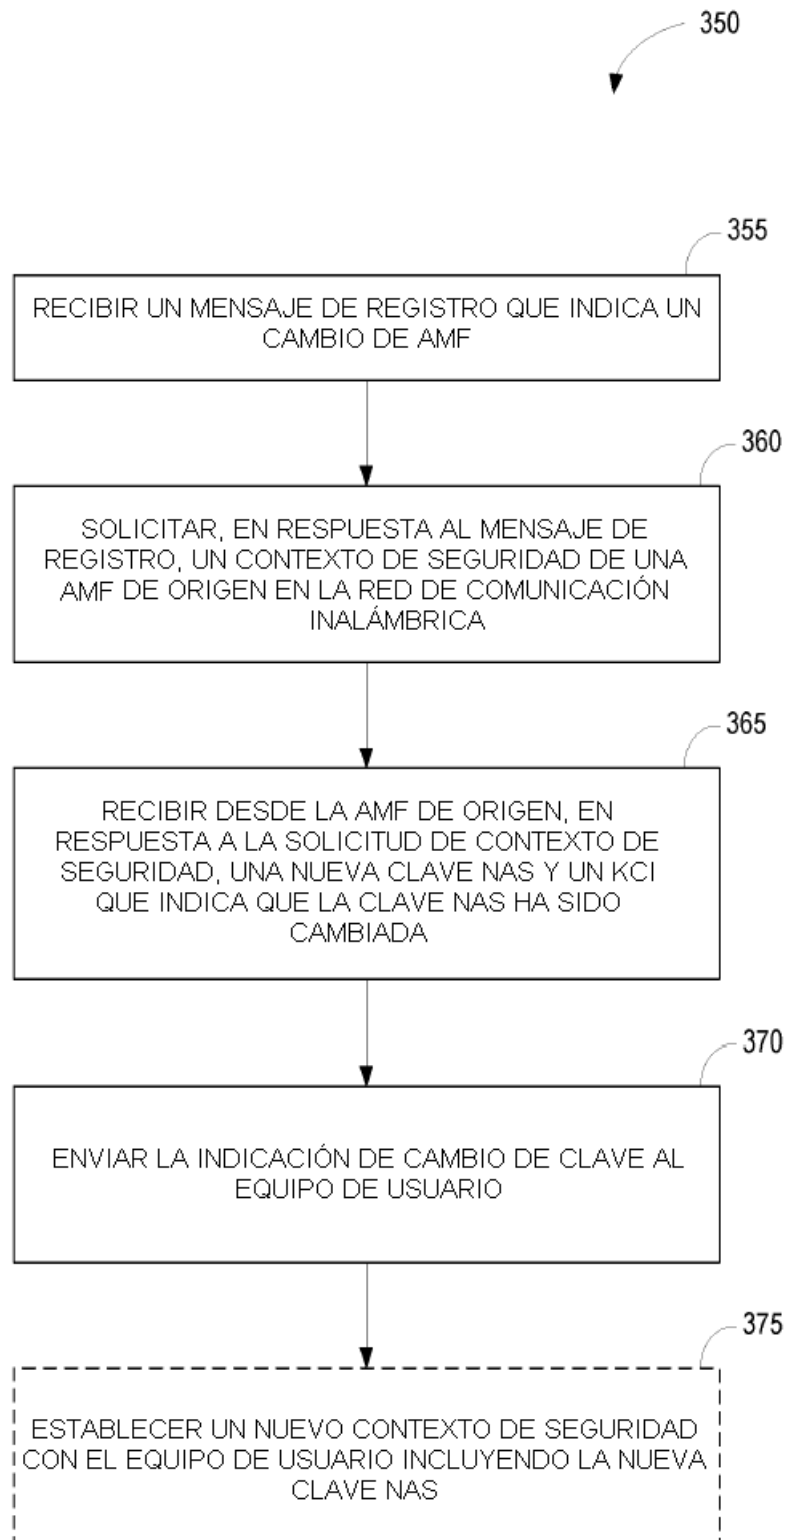 350
355
RECIBIR UN MENSAJE DE REGISTRO QUE INDICA UN
CAMBIO DE AMF
360
SOLICITAR, EN RESPUESTA AL MENSAJE DE
REGISTRO, UN CONTEXTO DE SEGURIDAD DE UNA
AMF DE ORIGEN EN LA RED DE COMUNICACIÓN
INALÁMBRICA
365
RECIBIR DESDE LA AMF DE ORIGEN, EN
RESPUESTA A LA SOLICITUD DE CONTEXTO DE
SEGURIDAD, UNA NUEVA CLAVE NAS Y UN KCI
QUE INDICA QUE LA CLAVE NAS HA SIDO
CAMBIADA
370
ENVIAR LA INDICACIÓN DE CAMBIO DE CLAVE AL
EQUIPO DE USUARIO
375
ESTABLECER UN NUEVO CONTEXTO DE SEGURIDAD
CON EL EQUIPO DE USUARIO INCLUYENDO LA NUEVA
CLAVE NAS